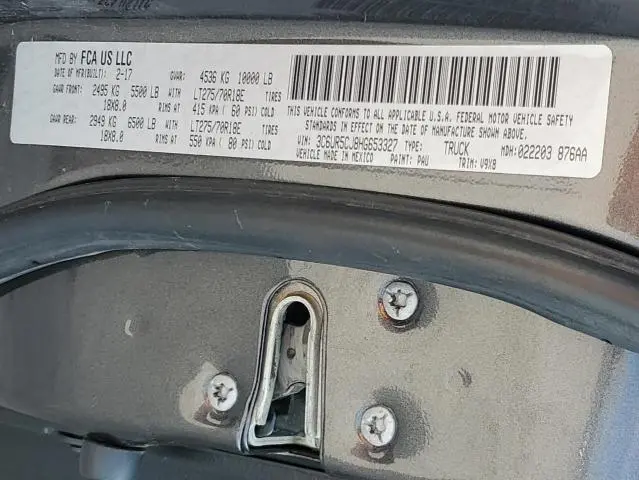 MFD BY FCA US LLC
DATE OF MFR(BUILT): 2-17 GVWR: 4536 KG 10000 LB
GAWR FRONT: WITH
2495 KG 5500 LB LT275/70R18E
18X8.0 RIMS AT 415 KPA ( 60 PSI) COLD
GAWR REAR: WITH
2949 KG 6500 LB LT275/70R18E
18X8.0 RIMS AT 550 KPA ( 80 PSI) COLD
THIS VEHICLE CONFORMS TO ALL APPLICABLE U.S.A. FEDERAL MOTOR VEHICLE SAFETY
STANDARDS IN EFFECT ON THE DATE OF MANUFACTURE SHOWN ABOVE.
VIN: 3C6UR5CJ8HG653327 TYPE: TRUCK MDH: 022203 876AA
VEHICLE MADE IN MEXICO PAINT: PAU TRIM: V9X8